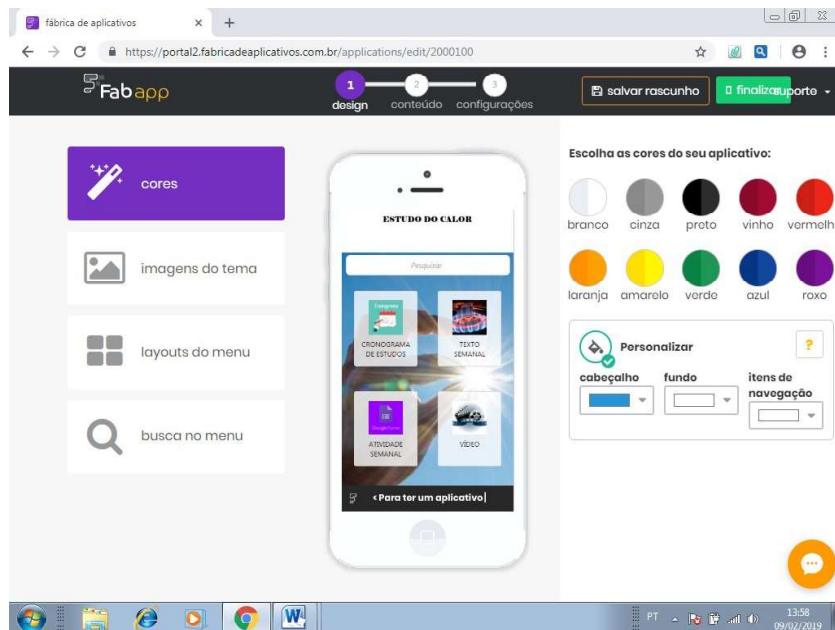 fábrica de aplicativos
https://portal2.fabricadeaplicativos.com.br/applications/edit/2000100
Fabapp
1
2
3
design
conteúdo
configurações
salvar rascunho
finalizar
suporte
cores
imagens do tema
layouts do menu
busca no menu
ESTUDO DO CALOR
Pesquisar
CRONOGRAMA
DE ESTUDOS
TEXTO
SEMANAL
ATIVIDADE
SEMANAL
VÍDEO
< Para ter um aplicativo|
Escolha as cores do seu aplicativo:
branco
cinza
preto
vinho
vermelh
laranja
amarelo
verde
azul
roxo
Personalizar
?
cabeçalho
fundo
itens de
navegação
W
PT
13:58
09/02/2019